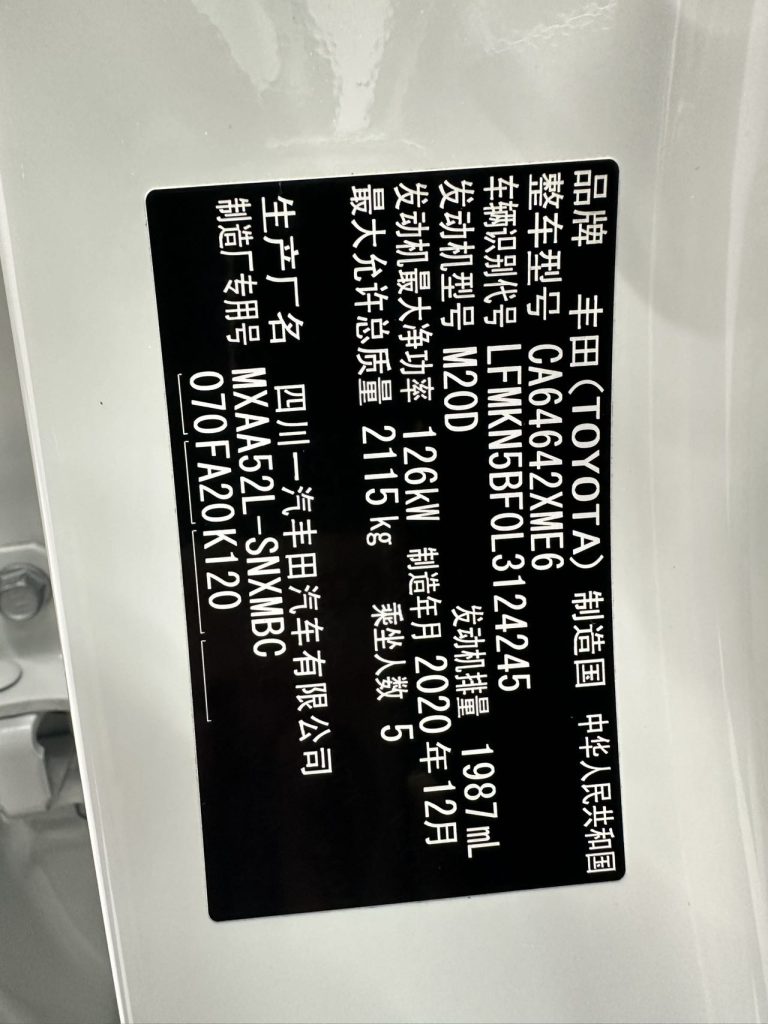 品牌 丰田(TOYOTA) 制造国 中华人民共和国
整车型号 CA64642XME6
车辆识别代号 LFMKN5BF0L3124245
发动机型号 M20D 发动机排量 1987mL
发动机最大净功率 126kW 制造年月 2020年12月
最大允许总质量 2115kg 乘坐人数 5
生产厂名 四川一汽丰田汽车有限公司
制造厂专用号 MXAA52L-SNXMBC
070FA20K120